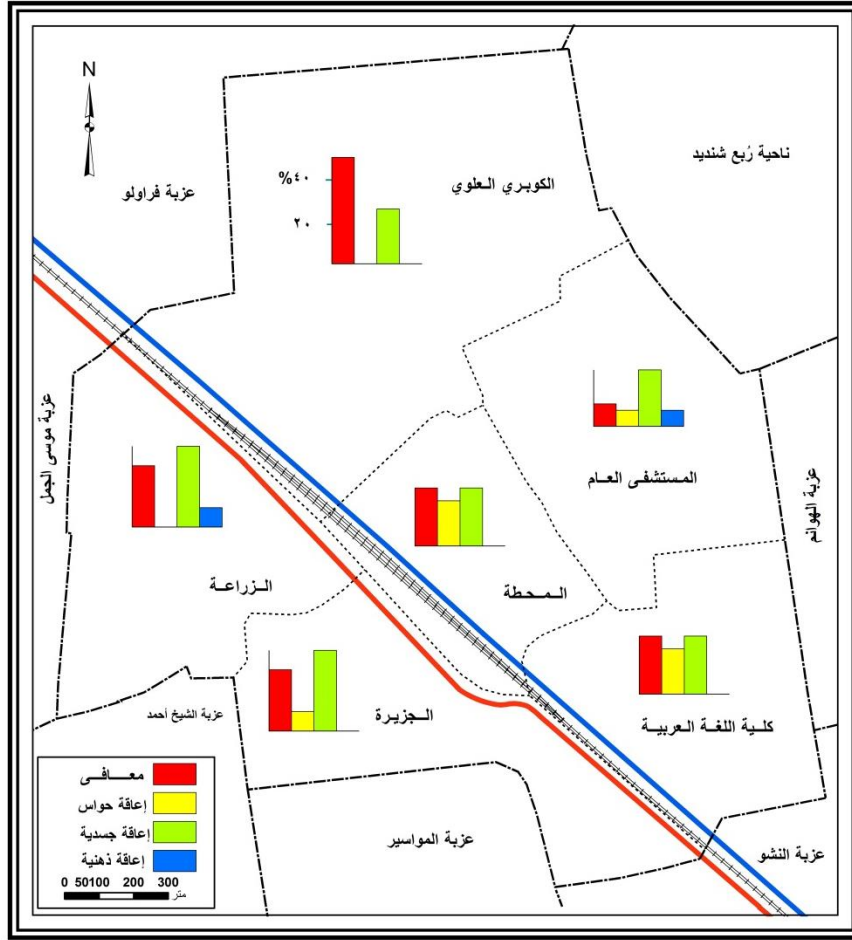 N
ناحية رُبع شنديد
الكوبري العلوي
%٤٠
٢٠
عزبة فراولو
عزبة موسى الجمل
المستشفى العام
عزبة الهوانم
الزراعة
المحطة
الجزيرة
كلية اللغة العربية
عزبة الشيخ أحمد
عزبة المواسير
عزبة النشو
معافى
إعاقة حواس
إعاقة جسدية
إعاقة ذهنية
0 50100 200 300
متر